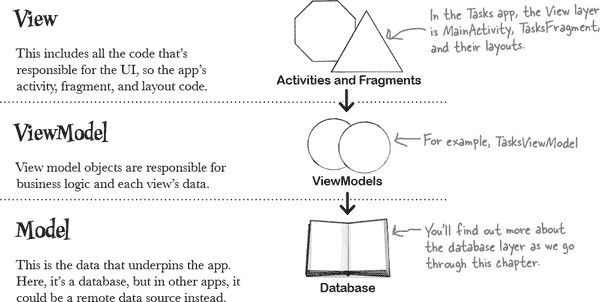 View
This includes all the code that's
responsible for the UI, so the app's
activity, fragment, and layout code.
In the Tasks app, the View layer
is MainActivity, TasksFragment,
and their layouts.
Activities and Fragments
ViewModel
View model objects are responsible for
business logic and each view's data.
For example, TasksViewModel
ViewModels
Model
This is the data that underpins the app.
Here, it's a database, but in other apps, it
could be a remote data source instead.
You'll find out more about
the database layer as we go
through this chapter.
Database